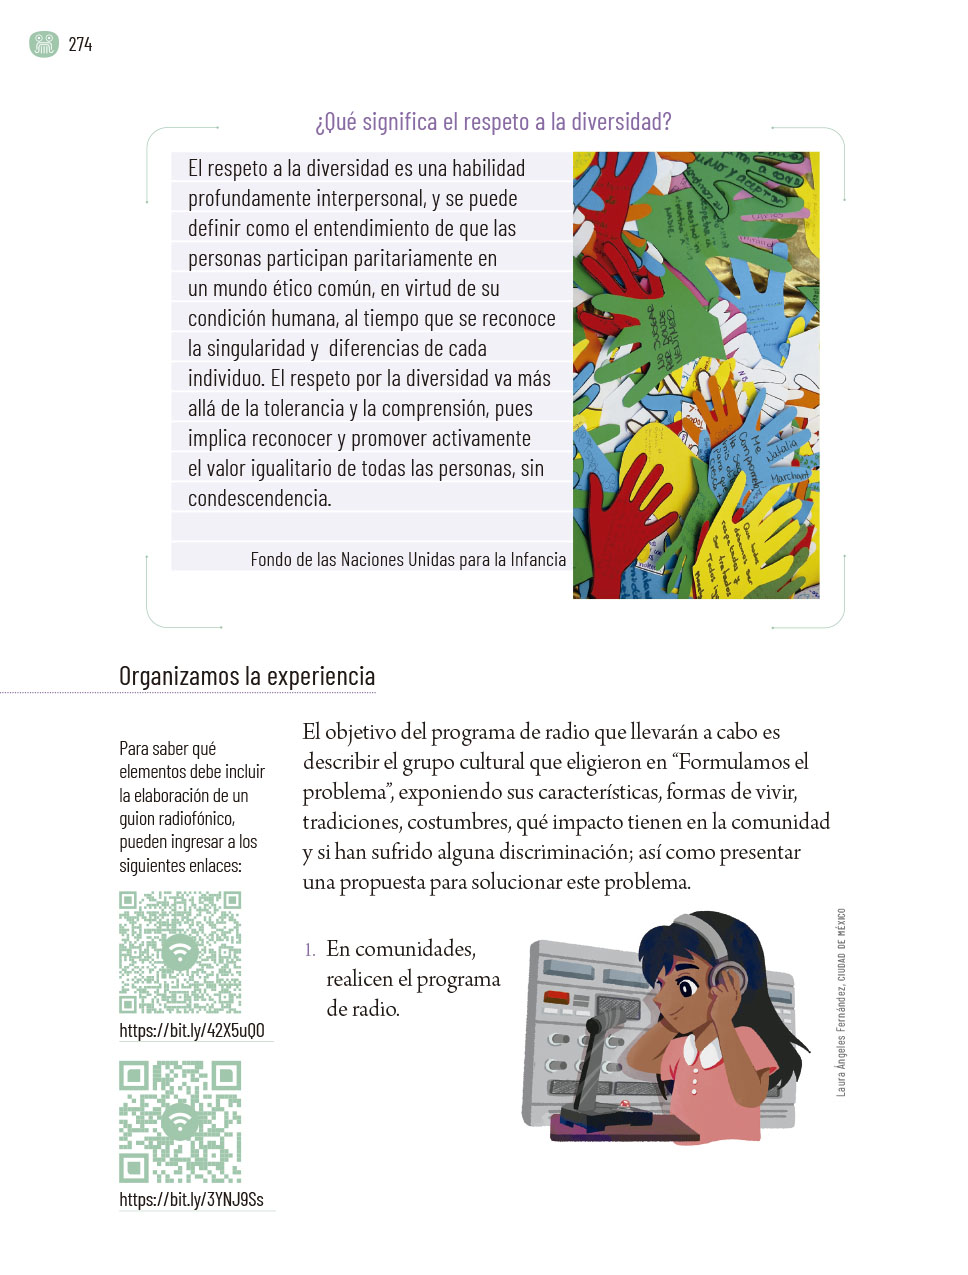 274
¿Qué significa el respeto a la diversidad?
El respeto a la diversidad es una habilidad
profundamente interpersonal, y se puede
definir como el entendimiento de que las
personas participan paritariamente en
un mundo ético común, en virtud de su
condición humana, al tiempo que se reconoce
la singularidad y diferencias de cada
individuo. El respeto por la diversidad va más
allá de la tolerancia y la comprensión, pues
implica reconocer y promover activamente
el valor igualitario de todas las personas, sin
condescendencia.
Fondo de las Naciones Unidas para la Infancia
Me
Comprometo
Natalia
Marchant
Organizamos la experiencia
Para saber qué
elementos debe incluir
la elaboración de un
guion radiofónico,
pueden ingresar a los
siguientes enlaces:
https://bit.ly/42X5uQO
https://bit.ly/3YNJ9Ss
El objetivo del programa de radio que llevarán a cabo es
describir el grupo cultural que eligieron en “Formulamos el
problema”, exponiendo sus características, formas de vivir,
tradiciones, costumbres, qué impacto tienen en la comunidad
y si han sufrido alguna discriminación; así como presentar
una propuesta para solucionar este problema.
1. En comunidades,
realicen el programa
de radio.
Laura Ángeles Fernández, CIUDAD DE MÉXICO